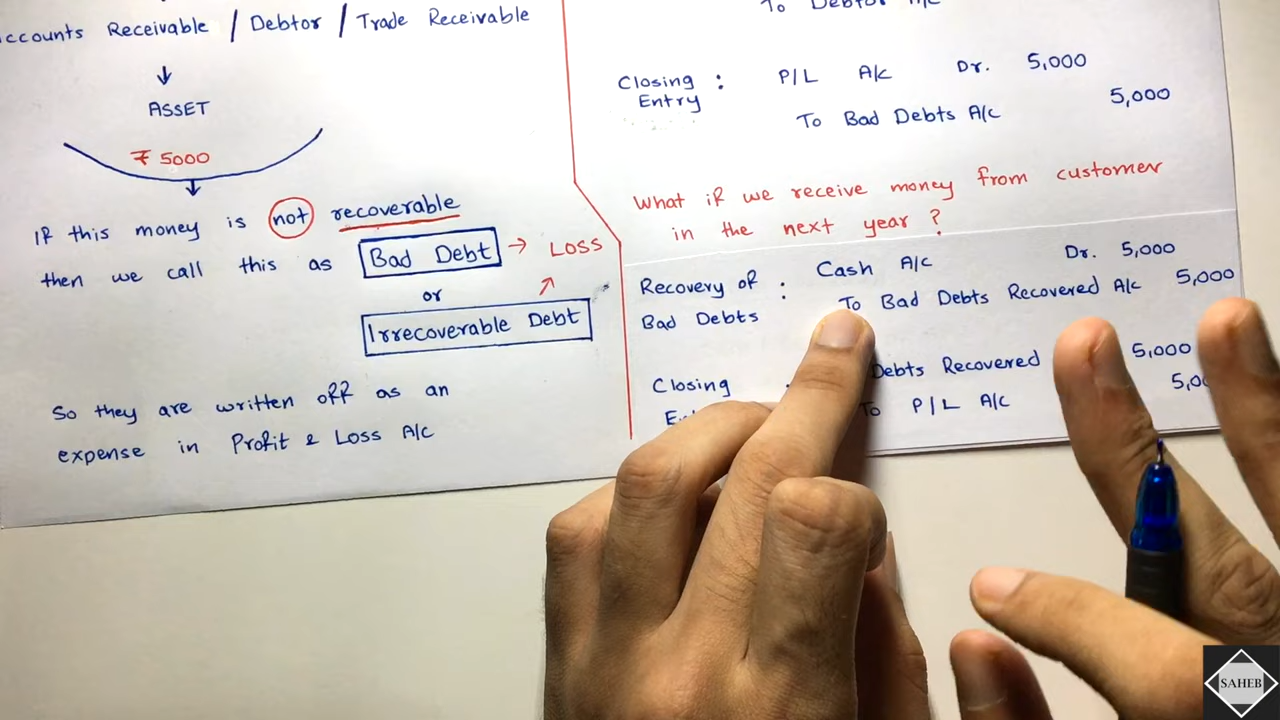 Accounts Receivable / Debtor / Trade Receivable
ASSET
₹ 5000
If this money is not recoverable
then we call this as Bad Debt → LOSS
or
Irrecoverable Debt
So they are written off as an
expense in Profit & Loss A/c
To Debtor A/c
Closing : P/L A/c Dr. 5,000
Entry
To Bad Debts A/c 5,000
What if we receive money from customer
in the next year ?
Recovery of : Cash A/c Dr. 5,000
Bad Debts To Bad Debts Recovered A/c 5,000
Closing : Debts Recovered 5,000
To P/L A/c
SAHEB